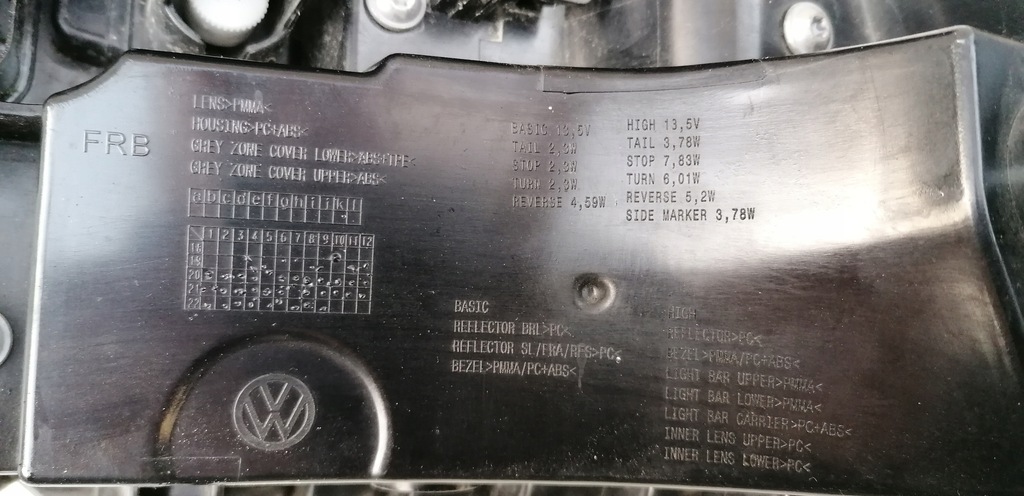 FRB
LENS>PMMA<
HOUSING>PC+ABS<
GREY ZONE COVER LOWER>ABS+TPE<
GREY ZONE COVER UPPER>ABS<
1 2 3 4 5 6 7 8 9 10 11 12
18
19
20
21
22
BASIC 13,5V
TAIL 2,3W
STOP 2,3W
TURN 2,3W
REVERSE 4,59W
HIGH 13,5V
TAIL 3,78W
STOP 7,83W
TURN 6,01W
REVERSE 5,2W
SIDE MARKER 3,78W
BASIC
REFLECTOR BRL>PC<
REFLECTOR SL/FRA/RFS>PC<
BEZEL>PMMA/PC+ABS<
HIGH
REFLECTOR>PC<
BEZEL>PMMA/PC+ABS<
LIGHT BAR UPPER>PMMA<
LIGHT BAR LOWER>PMMA<
LIGHT BAR CARRIER>PC+ABS<
INNER LENS UPPER>PC<
INNER LENS LOWER>PC<
VW